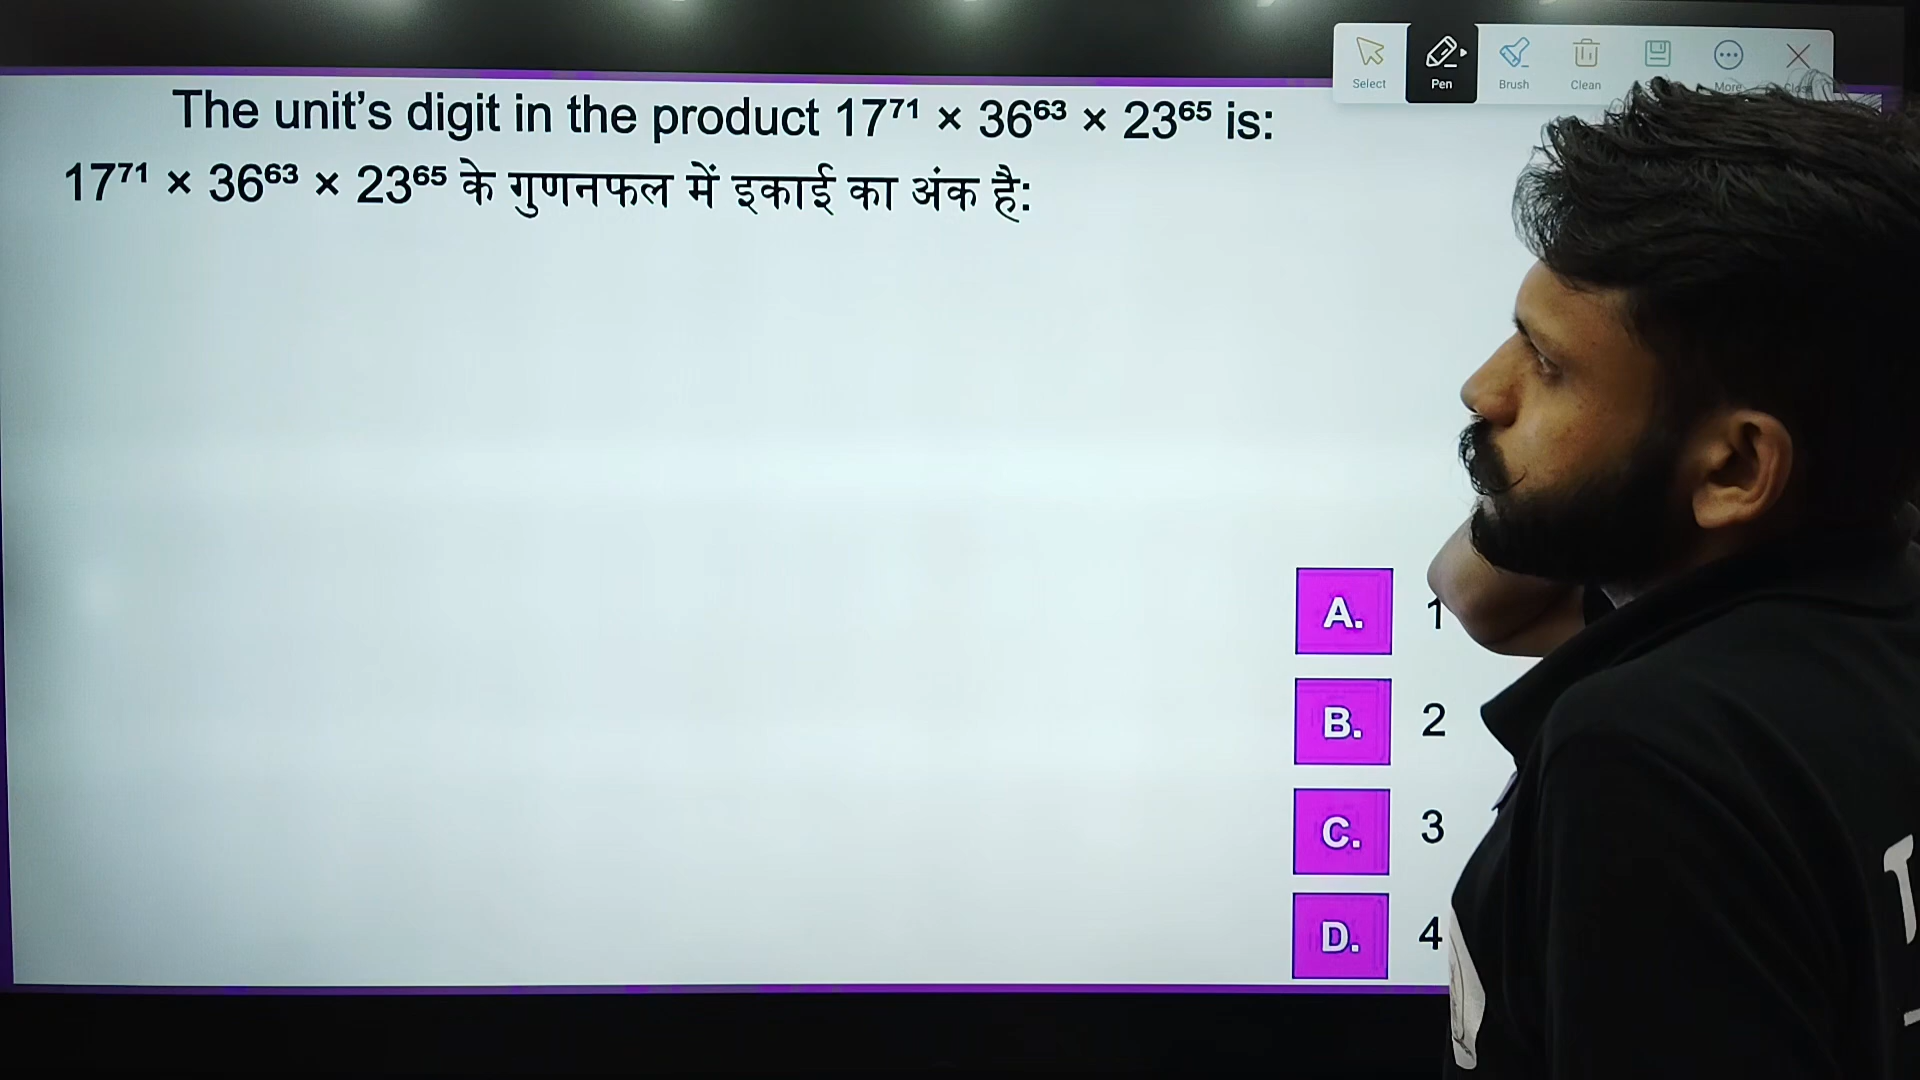 Select Pen Brush Clean More
The unit’s digit in the product 17⁷¹ × 36⁶³ × 23⁶⁵ is:
17⁷¹ × 36⁶³ × 23⁶⁵ के गुणनफल में इकाई का अंक है:
A. 1
B. 2
C. 3
D. 4